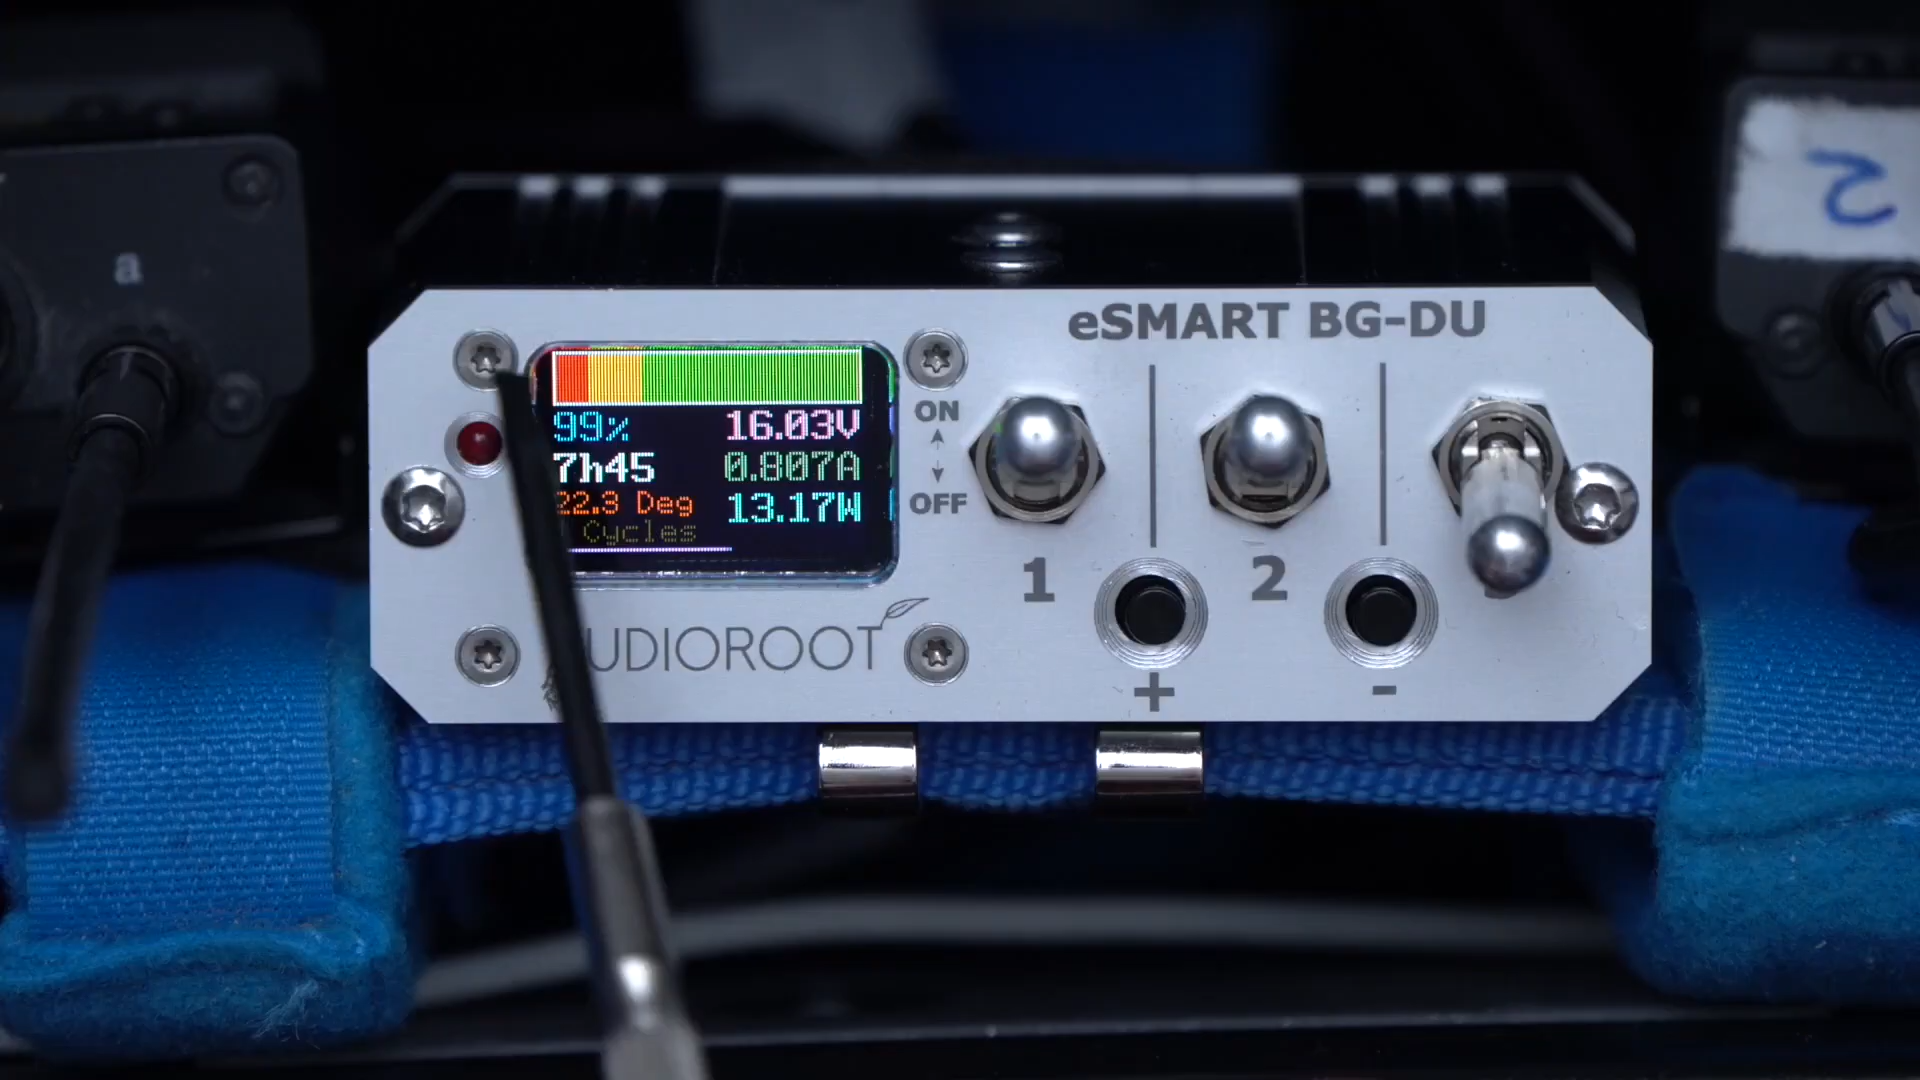 a
2
eSMART BG-DU
99%
16.03V
7h45
0.807A
22.3 Deg
13.17W
Cycles
ON
OFF
1
2
+
-
UDIOROOT